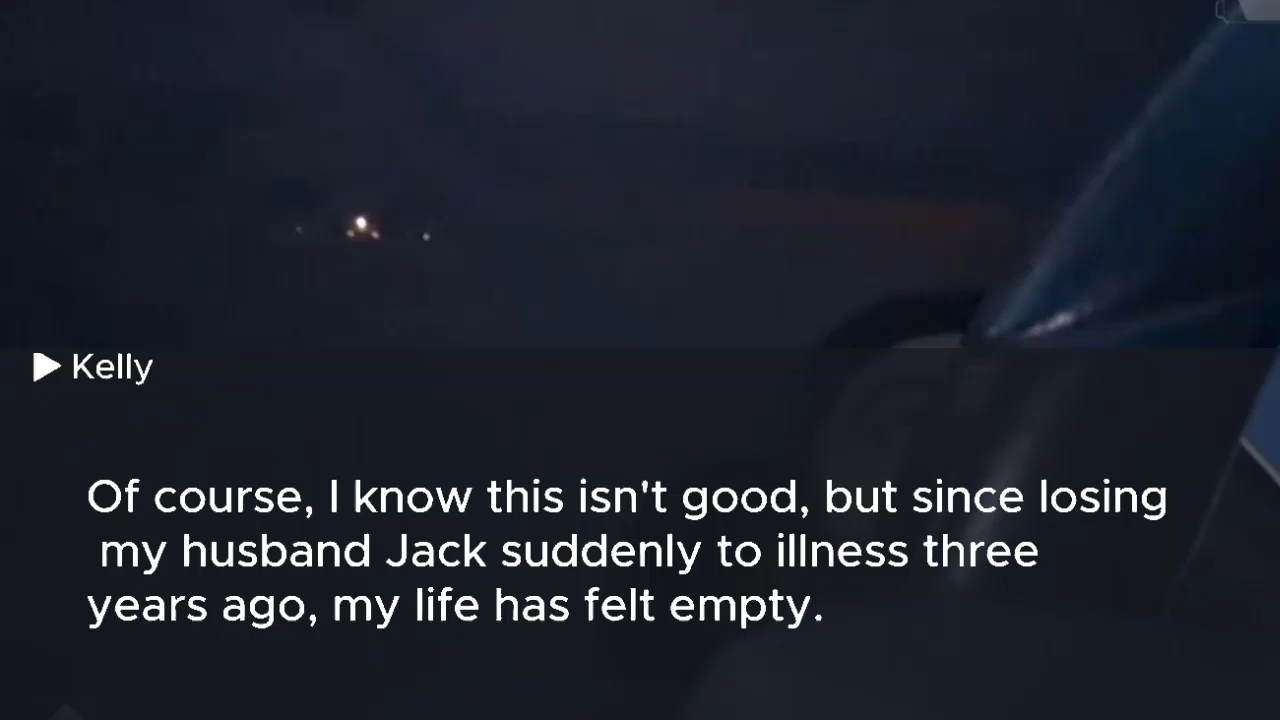 Kelly
Of course, I know this isn't good, but since losing
my husband Jack suddenly to illness three
years ago, my life has felt empty.